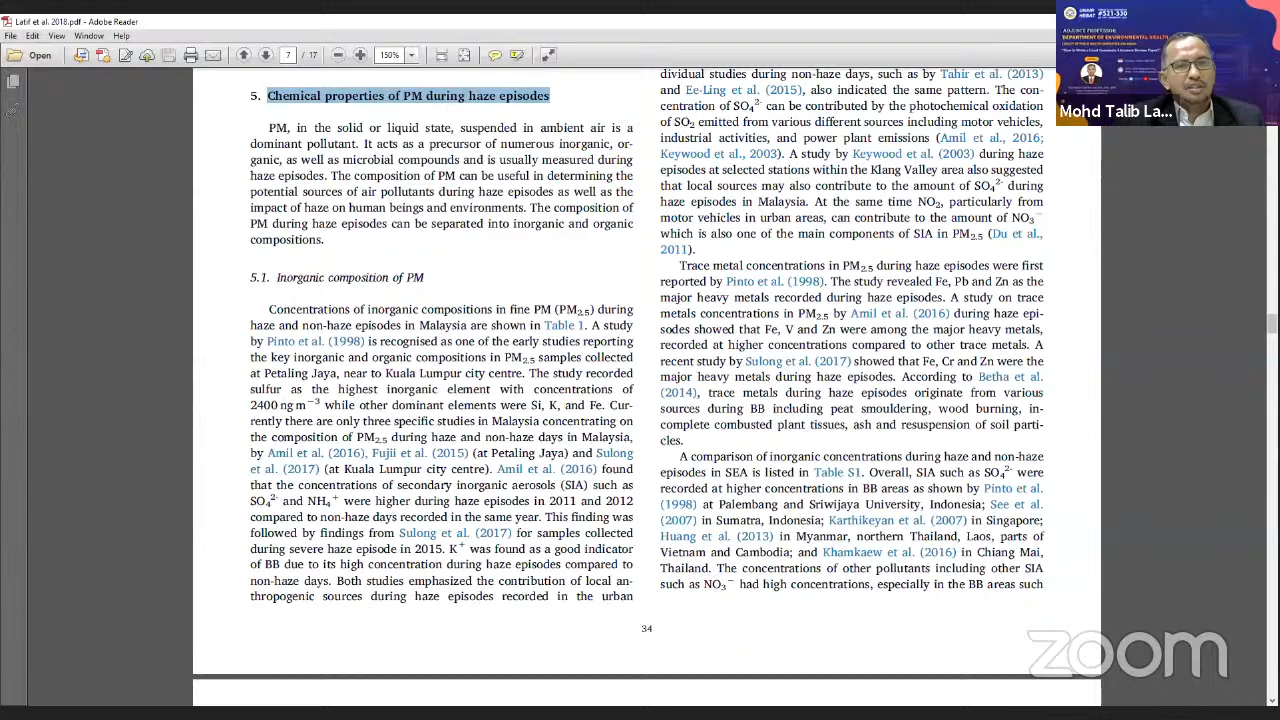 Latif et al. 2018.pdf - Adobe Reader
File Edit View Window Help
Open
7 / 17
125%
5. Chemical properties of PM during haze episodes
PM, in the solid or liquid state, suspended in ambient air is a
dominant pollutant. It acts as a precursor of numerous inorganic, or-
ganic, as well as microbial compounds and is usually measured during
haze episodes. The composition of PM can be useful in determining the
potential sources of air pollutants during haze episodes as well as the
impact of haze on human beings and environments. The composition of
PM during haze episodes can be separated into inorganic and organic
compositions.
5.1. Inorganic composition of PM
Concentrations of inorganic compositions in fine PM (PM2.5) during
haze and non-haze episodes in Malaysia are shown in Table 1. A study
by Pinto et al. (1998) is recognised as one of the early studies reporting
the key inorganic and organic compositions in PM2.5 samples collected
at Petaling Jaya, near to Kuala Lumpur city centre. The study recorded
sulfur as the highest inorganic element with concentrations of
2400 ng m−3 while other dominant elements were Si, K, and Fe. Cur-
rently there are only three specific studies in Malaysia concentrating on
the composition of PM2.5 during haze and non-haze days in Malaysia,
by Amil et al. (2016), Fujii et al. (2015) (at Petaling Jaya) and Sulong
et al. (2017) (at Kuala Lumpur city centre). Amil et al. (2016) found
that the concentrations of secondary inorganic aerosols (SIA) such as
SO42- and NH4+ were higher during haze episodes in 2011 and 2012
compared to non-haze days recorded in the same year. This finding was
followed by findings from Sulong et al. (2017) for samples collected
during severe haze episode in 2015. K+ was found as a good indicator
of BB due to its high concentration during haze episodes compared to
non-haze days. Both studies emphasized the contribution of local an-
thropogenic sources during haze episodes recorded in the urban
dividual studies during non-haze days such as by Tahir et al. (2013)
and Ee-Ling et al. (2015), also indicated the same pattern. The con-
centration of SO42- can be contributed by the photochemical oxidation
of SO2 emitted from various different sources including motor vehicles,
industrial activities, and power plant emissions (Amil et al., 2016;
Keywood et al., 2003). A study by Keywood et al. (2003) during haze
episodes at selected stations within the Klang Valley area also suggested
that local sources may also contribute to the amount of SO42- during
haze episodes in Malaysia. At the same time NO2, particularly from
motor vehicles in urban areas, can contribute to the amount of NO3−
which is also one of the main components of SIA in PM2.5 (Du et al.,
2011).
Trace metal concentrations in PM2.5 during haze episodes were first
reported by Pinto et al. (1998). The study revealed Fe, Pb and Zn as the
major heavy metals recorded during haze episodes. A study on trace
metals concentrations in PM2.5 by Amil et al. (2016) during haze epi-
sodes showed that Fe, V and Zn were among the major heavy metals,
recorded at higher concentrations compared to other trace metals. A
recent study by Sulong et al. (2017) showed that Fe, Cr and Zn were the
major heavy metals during haze episodes. According to Betha et al.
(2014), trace metals during haze episodes originate from various
sources during BB including peat smouldering, wood burning, in-
complete combusted plant tissues, ash and resuspension of soil parti-
cles.
A comparison of inorganic concentrations during haze and non-haze
episodes in SEA is listed in Table S1. Overall, SIA such as SO42- were
recorded at higher concentrations in BB areas as shown by Pinto et al.
(1998) at Palembang and Sriwijaya University, Indonesia; See et al.
(2007) in Sumatra, Indonesia; Karthikeyan et al. (2007) in Singapore;
Huang et al. (2013) in Myanmar, northern Thailand, Laos, parts of
Vietnam and Cambodia; and Khamkaew et al. (2016) in Chiang Mai,
Thailand. The concentrations of other pollutants including other SIA
such as NO3− had high concentrations, especially in the BB areas such
34
UNAIR
HEBAT
#521-530
ADJUNCT PROFESSOR
DEPARTMENT OF ENVIRONMENTAL HEALTH
Mohd Talib La...
zoom